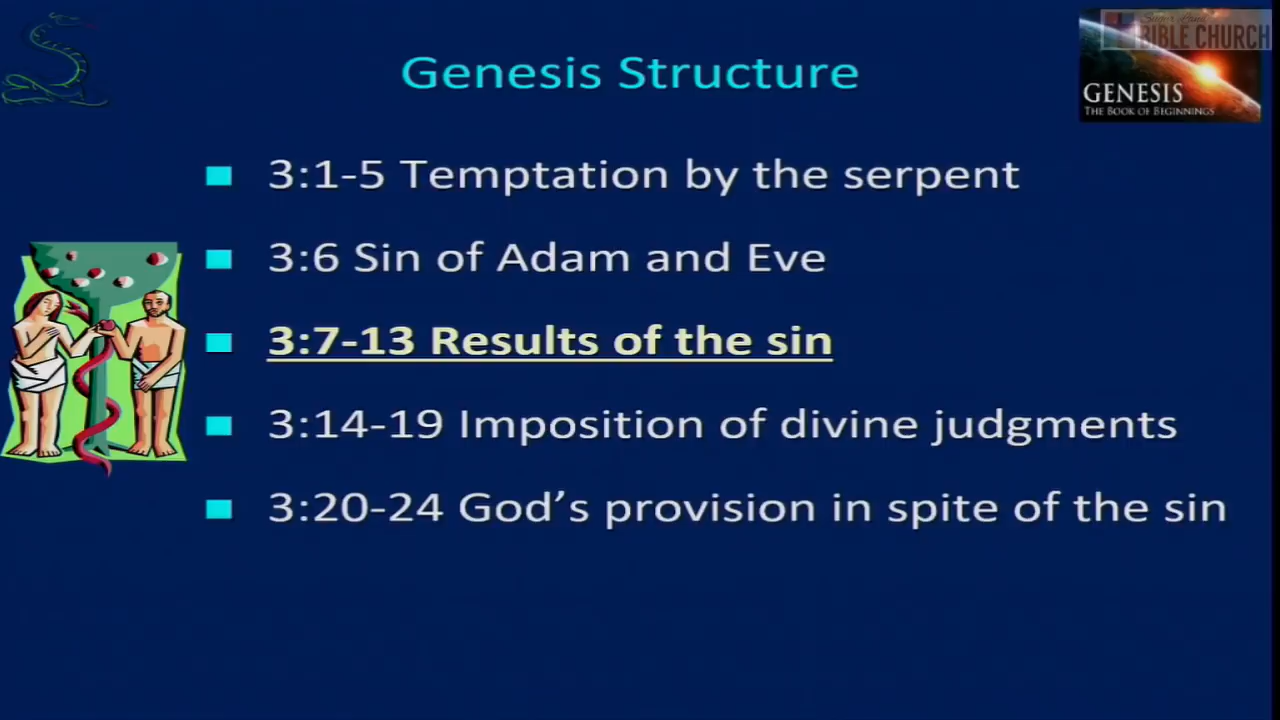 Genesis Structure
BIBLE CHURCH
GENESIS
THE BOOK OF BEGINNINGS
3:1-5 Temptation by the serpent
3:6 Sin of Adam and Eve
3:7-13 Results of the sin
3:14-19 Imposition of divine judgments
3:20-24 God’s provision in spite of the sin